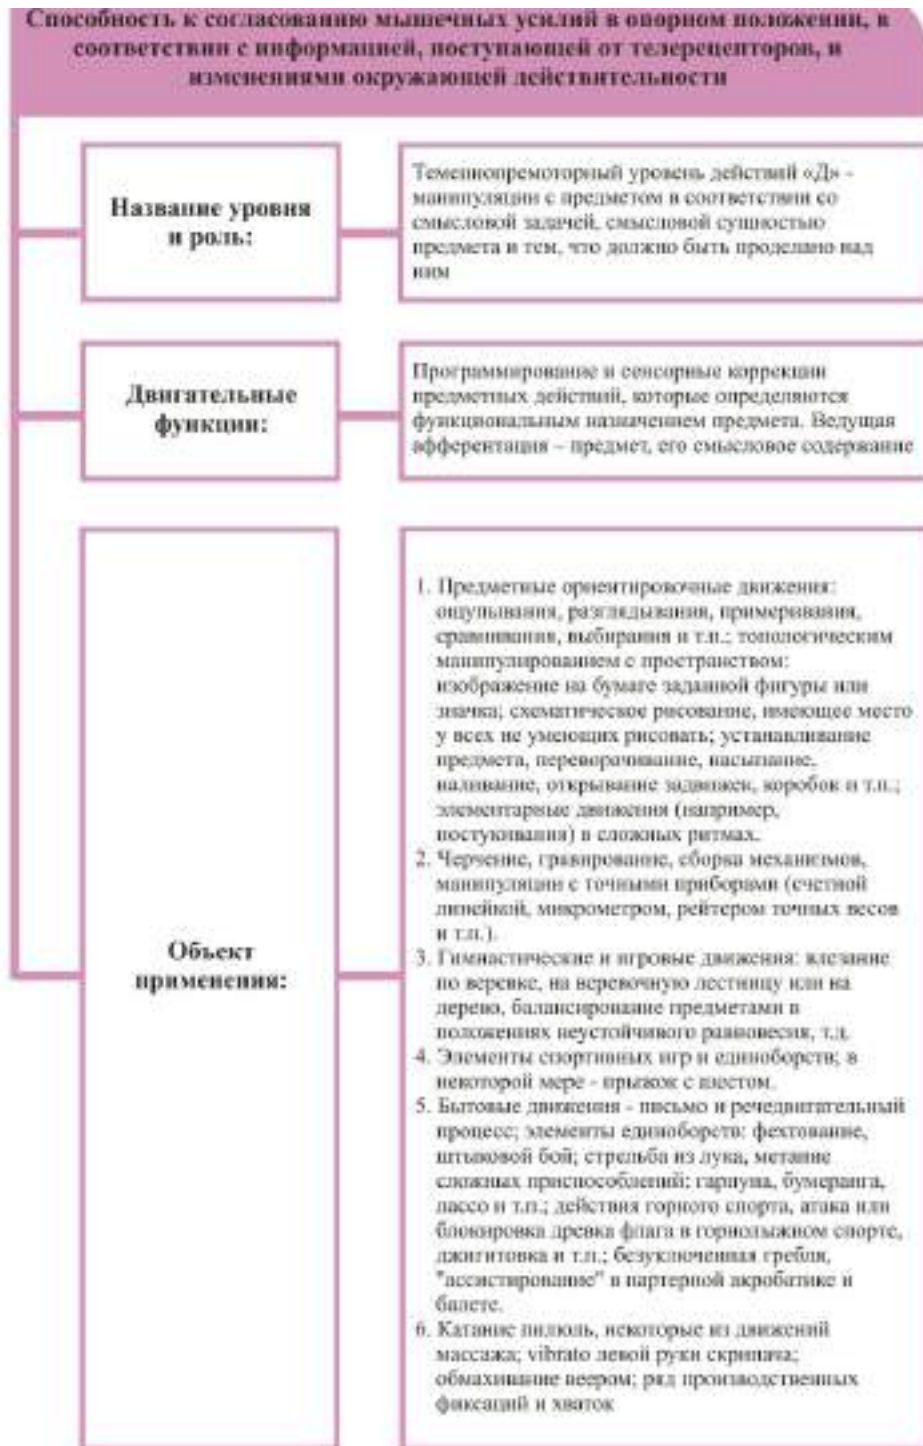 Способность к согласованию мышечных усилий в опорном положении, в
соответствии с информацией, поступающей от телерецепторов, и
изменениями окружающей действительности
Название уровня
и роль:
Теменнопремоторный уровень действий «Д» -
манипуляции с предметом в соответствии со
смысловой задачей, смысловой сущностью
предмета и тем, что должно быть проделано над
ним
Двигательные
функции:
Программирование и сенсорные коррекции
предметных действий, которые определяются
функциональным назначением предмета. Ведущая
афферентация – предмет, его смысловое содержание
Объект
применения:
1. Предметные ориентировочные движения:
ощупывания, разглядывания, примеривания,
сравнивания, выбирания и т.п.; топологическим
манипулированием с пространством:
изображение на бумаге заданной фигуры или
значка; схематическое рисование, имеющее место
у всех не умеющих рисовать; устанавливание
предмета, переворачивание, насыпание,
наливание, открывание задвижек, коробок и т.п.;
элементарные движения (например,
постукивания) в сложных ритмах.
2. Черчение, гравирование, сборка механизмов,
манипуляции с точными приборами (счетной
линейкой, микрометром, рейтером точных весов
и т.п.).
3. Гимнастические и игровые движения: влезание
по веревке, на веревочную лестницу или на
дерево, балансирование предметами в
положениях неустойчивого равновесия, т.д.
4. Элементы спортивных игр и единоборств; в
некоторой мере - прыжок с шестом.
5. Бытовые движения - письмо и речедвигательный
процесс; элементы единоборств: фехтование,
штыковой бой; стрельба из лука, метание
сложных приспособлений: гарпуна, бумеранга,
лассо и т.п.; действия горного спорта, атака или
блокировка древка флага в горнолыжном спорте,
джигитовка и т.п.; безуключенная гребля,
"ассистирование" в партерной акробатике и
балете.
6. Катание пилюль, некоторые из движений
массажа; vibrato левой руки скрипача;
обмахивание веером; ряд производственных
фиксаций и хваток